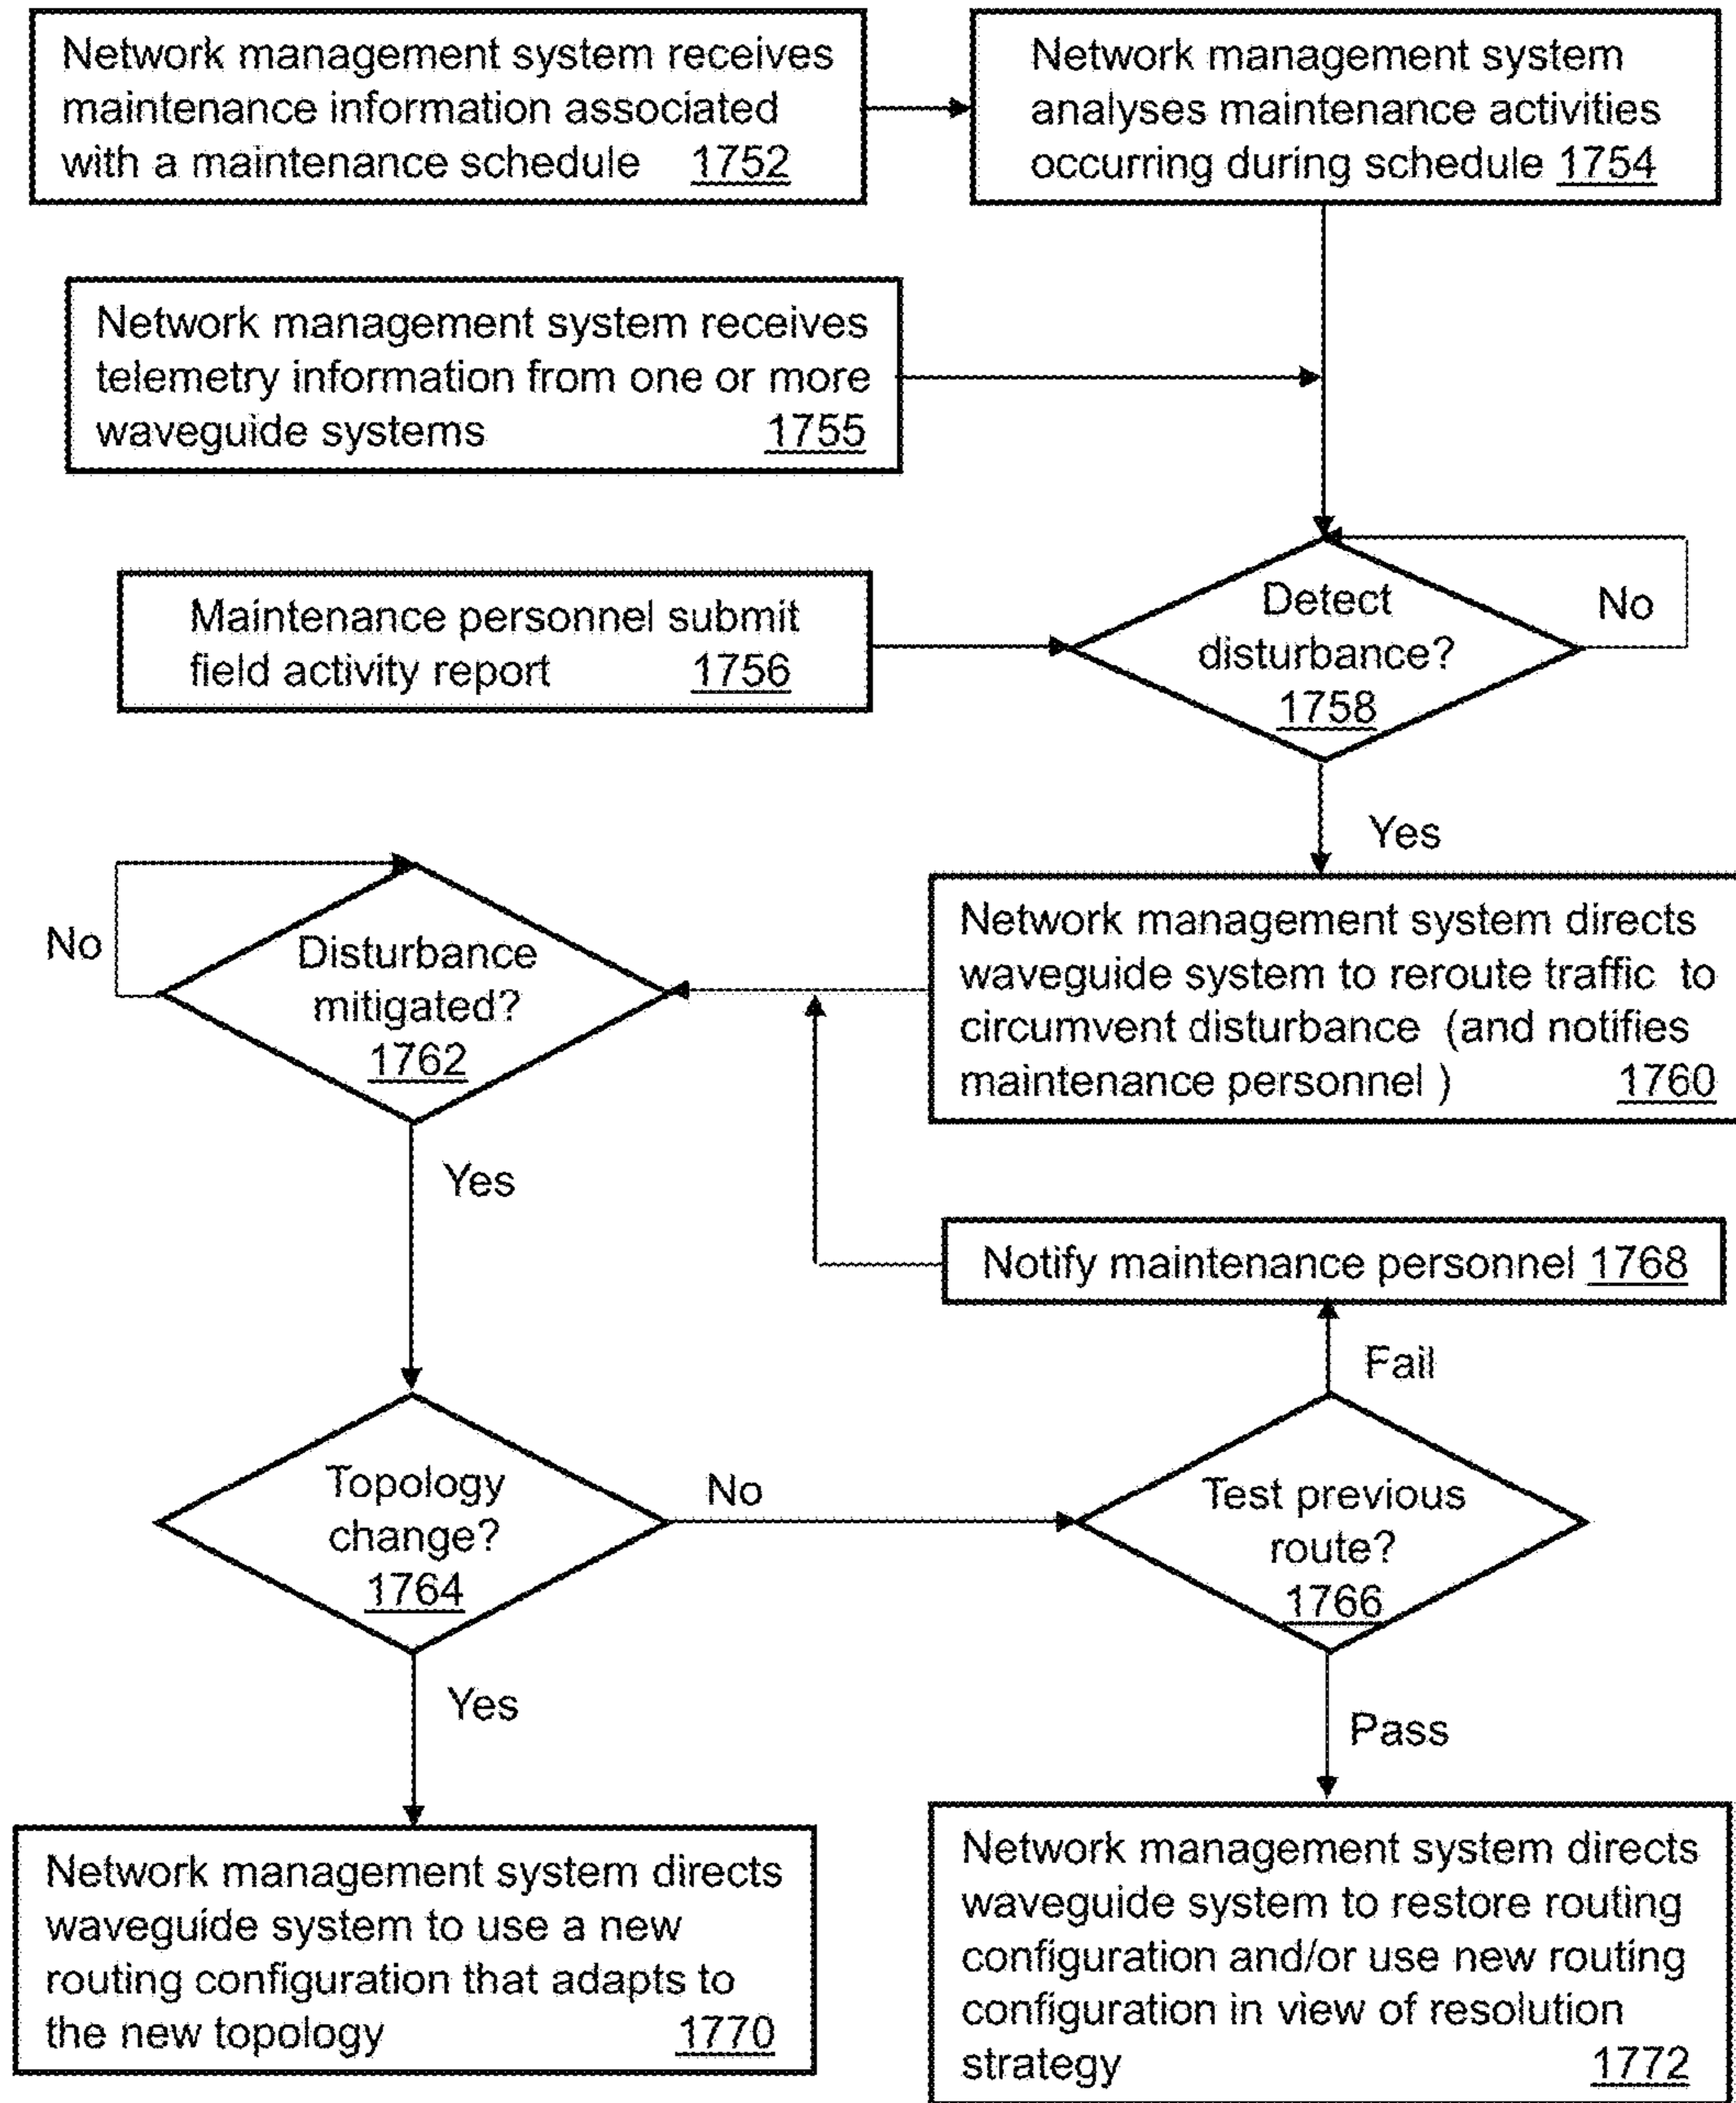 Network management system receives
maintenance information associated
with a maintenance schedule 1752
Network management system
analyses maintenance activities
occurring during schedule 1754
Network management system receives
telemetry information from one or more
waveguide systems 1755
Maintenance personnel submit
field activity report 1756
Detect
disturbance?
1758
No
Yes
Network management system directs
waveguide system to reroute traffic to
circumvent disturbance (and notifies
maintenance personnel ) 1760
No
Disturbance
mitigated?
1762
Yes
Notify maintenance personnel 1768
Fail
Topology
change?
1764
No
Test previous
route?
1766
Yes
Pass
Network management system directs
waveguide system to use a new
routing configuration that adapts to
the new topology 1770
Network management system directs
waveguide system to restore routing
configuration and/or use new routing
configuration in view of resolution
strategy 1772